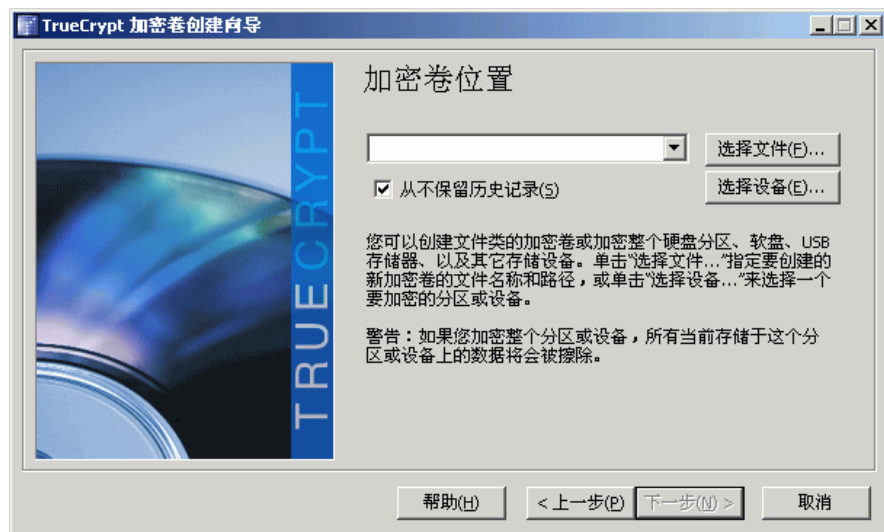 TrueCrypt 加密卷创建向导
TRUECRYPT
加密卷位置
选择文件(F)...
从不保留历史记录(S)
选择设备(E)...
您可以创建文件类的加密卷或加密整个硬盘分区、软盘、USB
存储器、以及其它存储设备。单击"选择文件..."指定要创建的
新加密卷的文件名称和路径，或单击"选择设备..."来选择一个
要加密的分区或设备。
警告：如果您加密整个分区或设备，所有当前存储于这个分
区或设备上的数据将会被擦除。
帮助(H)
<上一步(P)
下一步(N) >
取消